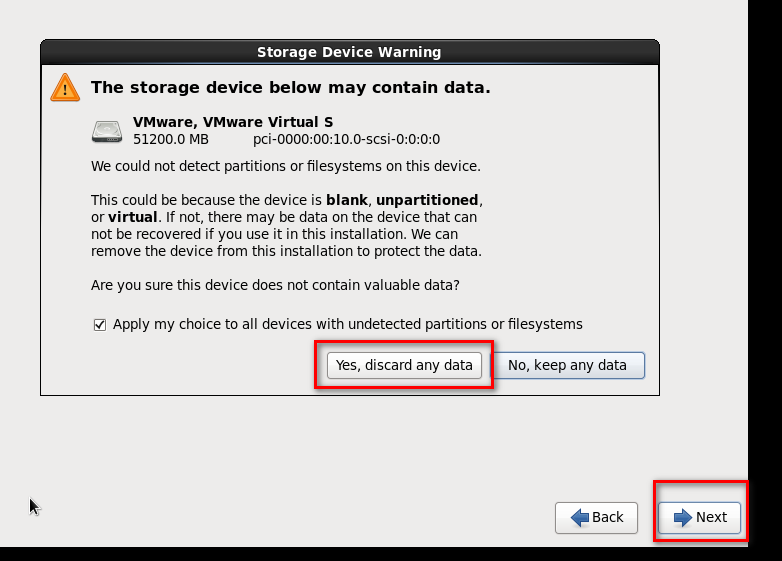 Storage Device Warning
The storage device below may contain data.
VMware, VMware Virtual S
51200.0 MB pci-0000:00:10.0-scsi-0:0:0:0
We could not detect partitions or filesystems on this device.
This could be because the device is blank, unpartitioned,
or virtual. If not, there may be data on the device that can
not be recovered if you use it in this installation. We can
remove the device from this installation to protect the data.
Are you sure this device does not contain valuable data?
Apply my choice to all devices with undetected partitions or filesystems
Yes, discard any data No, keep any data
Back Next